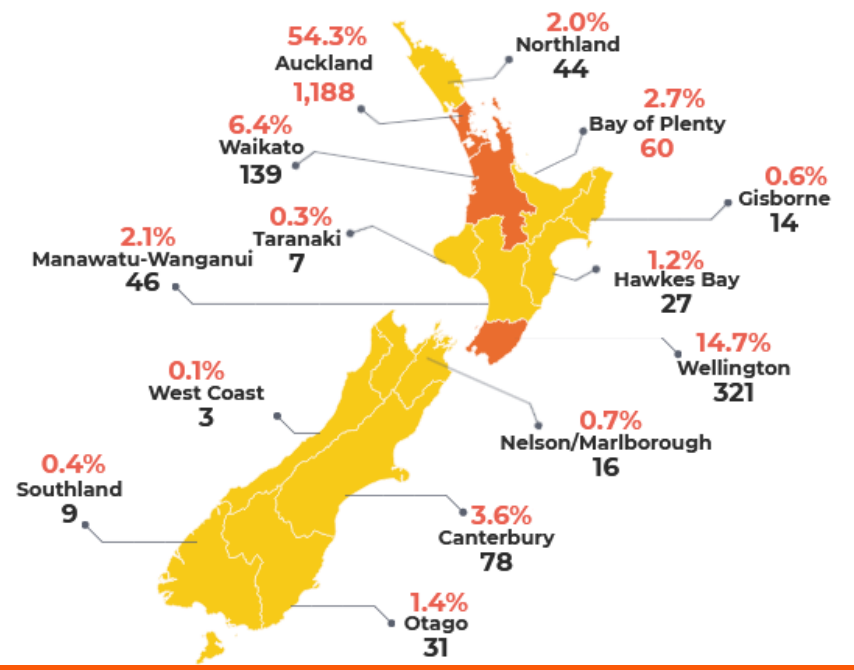 54.3%
Auckland
1,188
2.0%
Northland
44
6.4%
Waikato
139
2.7%
Bay of Plenty
60
0.6%
Gisborne
14
0.3%
Taranaki
7
2.1%
Manawatu-Wanganui
46
1.2%
Hawkes Bay
27
14.7%
Wellington
321
0.1%
West Coast
3
0.7%
Nelson/Marlborough
16
0.4%
Southland
9
3.6%
Canterbury
78
1.4%
Otago
31